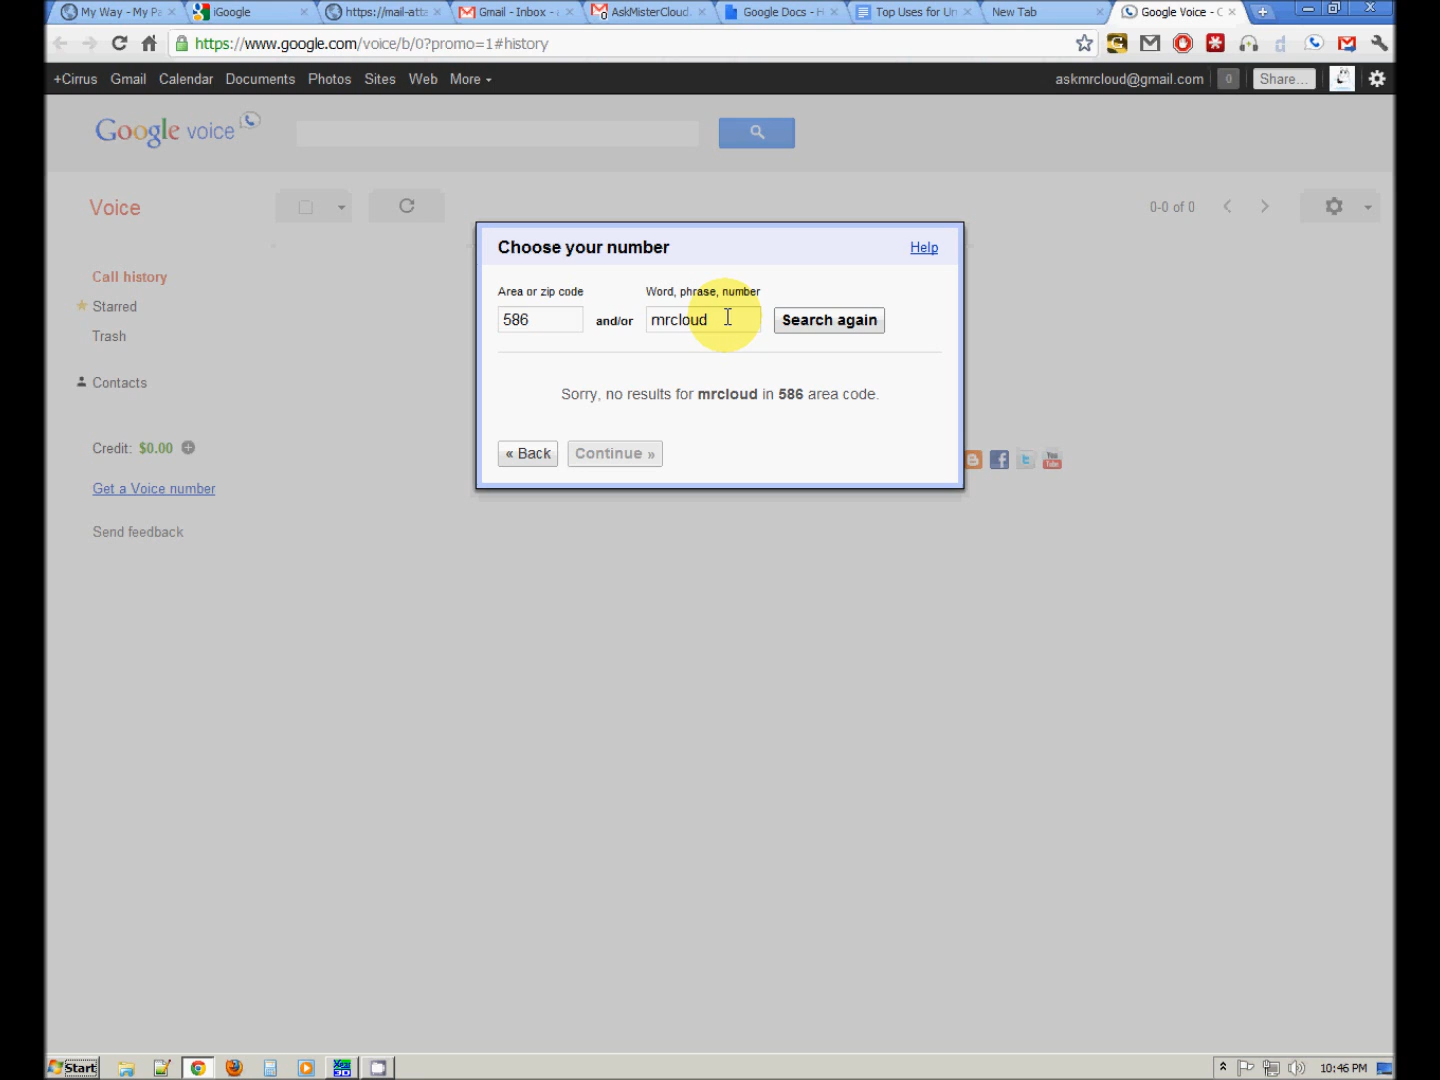 My Way - My Pa
iGoogle
https://mail-atta
Gmail - Inbox - a
AskMisterCloud.
Google Docs - H
Top Uses for Un
New Tab
Google Voice - C
https://www.google.com/voice/b/0?promo=1#history
+Cirrus Gmail Calendar Documents Photos Sites Web More
askmrcloud@gmail.com 0 Share...
Google voice
Voice
0-0 of 0
Choose your number
Help
Call history
Area or zip code
Word, phrase, number
Starred
586 and/or mrcloud Search again
Trash
Contacts
Sorry, no results for mrcloud in 586 area code.
Credit: $0.00
« Back Continue »
You Tube
Get a Voice number
Send feedback
Start
10:46 PM